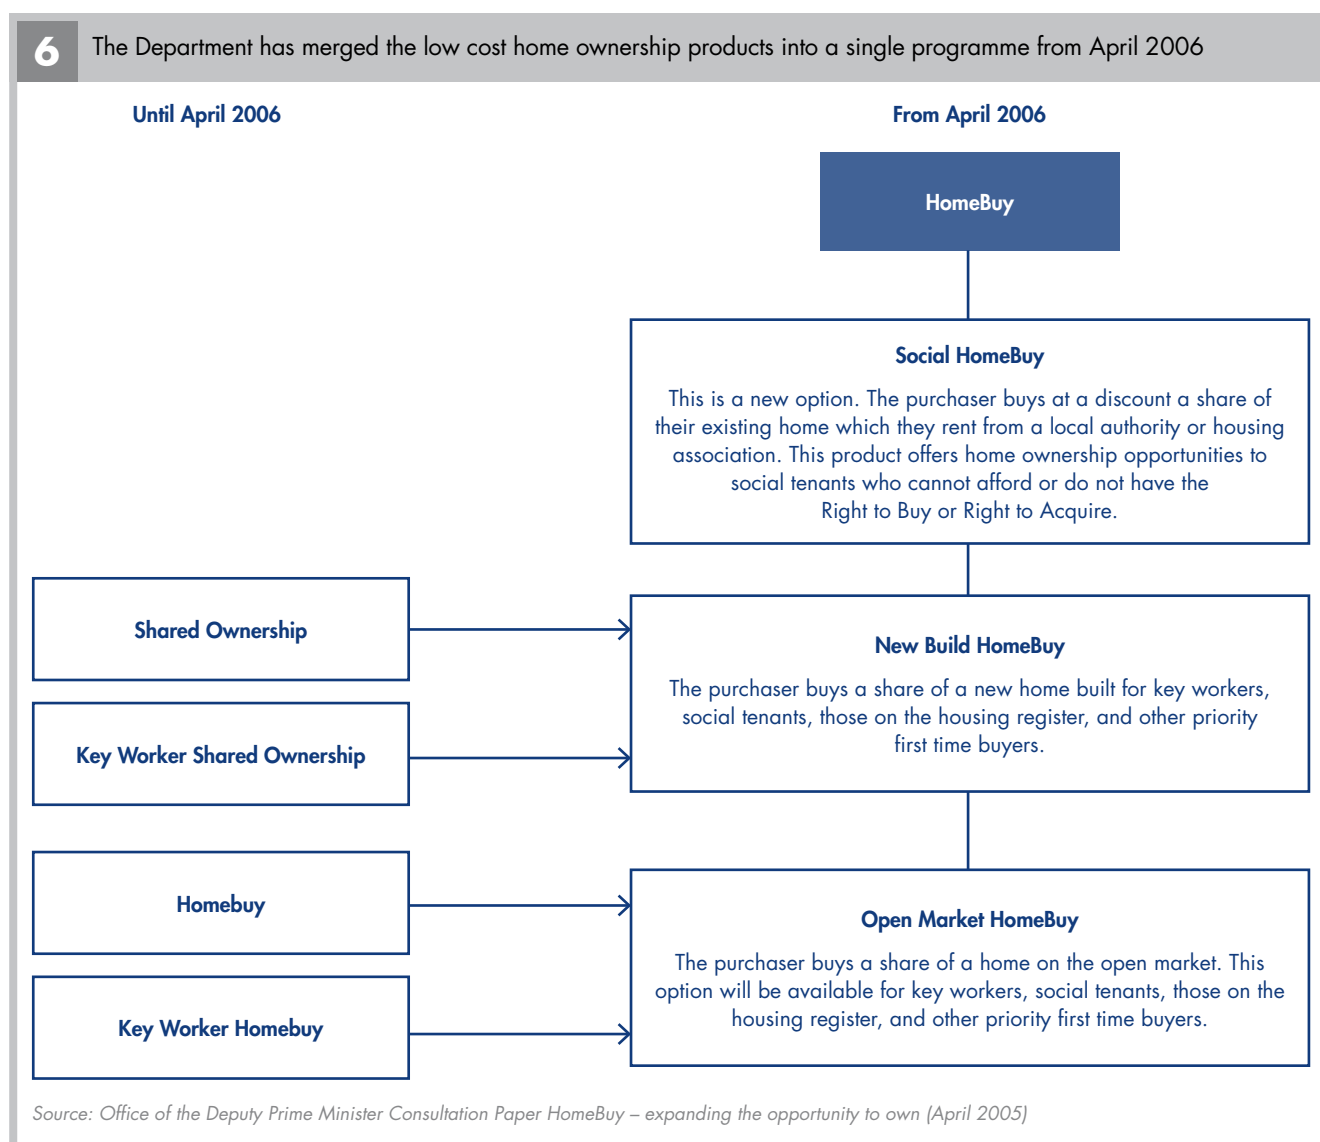 6
The Department has merged the low cost home ownership products into a single programme from April 2006
Until April 2006
From April 2006
HomeBuy
Social HomeBuy
This is a new option. The purchaser buys at a discount a share of
their existing home which they rent from a local authority or housing
association. This product offers home ownership opportunities to
social tenants who cannot afford or do not have the
Right to Buy or Right to Acquire.
Shared Ownership
Key Worker Shared Ownership
New Build HomeBuy
The purchaser buys a share of a new home built for key workers,
social tenants, those on the housing register, and other priority
first time buyers.
Homebuy
Key Worker Homebuy
Open Market HomeBuy
The purchaser buys a share of a home on the open market. This
option will be available for key workers, social tenants, those on the
housing register, and other priority first time buyers.
Source: Office of the Deputy Prime Minister Consultation Paper HomeBuy – expanding the opportunity to own (April 2005)